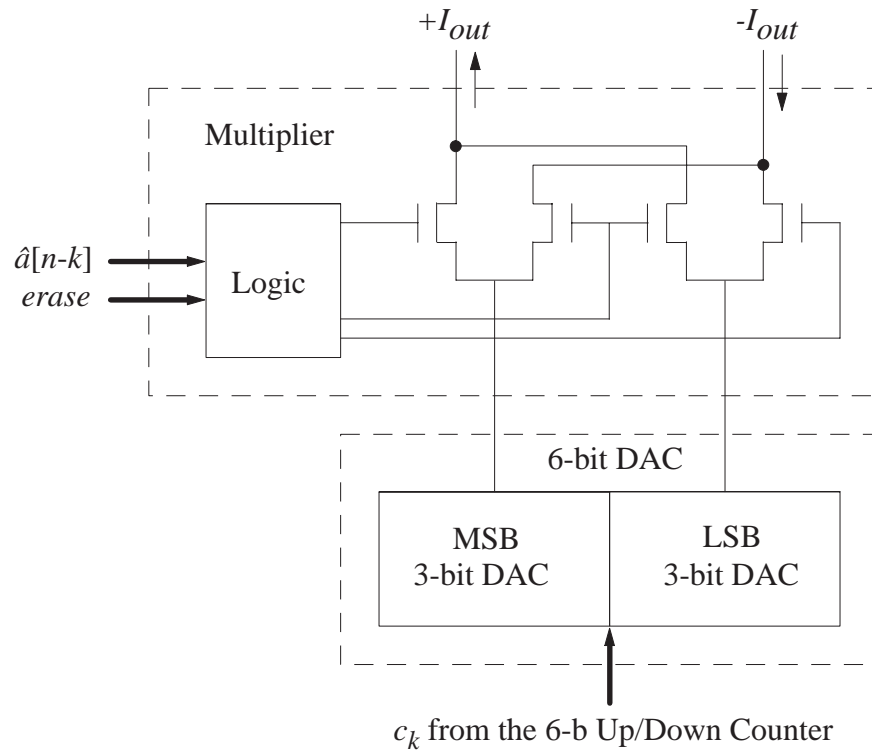 +I_out
-I_out
Multiplier
Logic
â[n-k]
erase
6-bit DAC
MSB
3-bit DAC
LSB
3-bit DAC
c_k from the 6-b Up/Down Counter